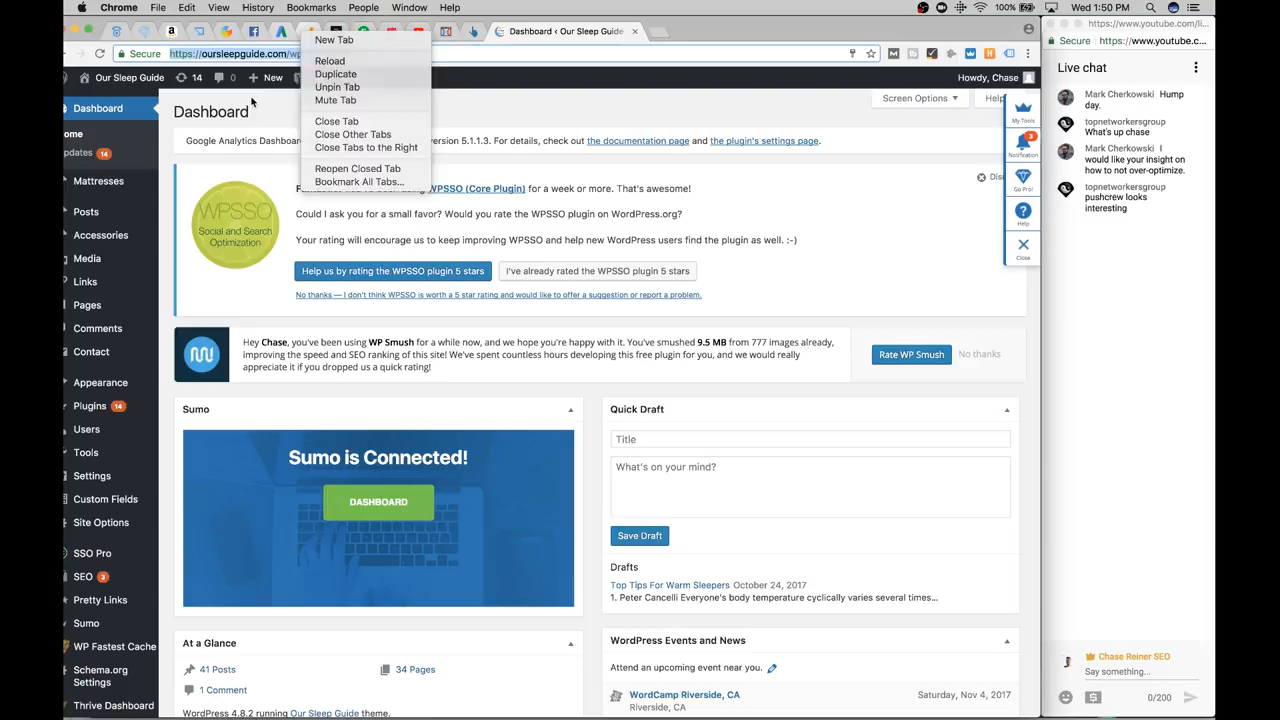 Chrome File Edit View History Bookmarks People Window Help 100% Wed 1:50 PM
Dashboard ‹ Our Sleep Guide
https://www.youtube.com/li...
Secure https://oursleepguide.com/wp
Secure https://www.youtube.c...
New Tab
Reload
Duplicate
Unpin Tab
Mute Tab
Close Tab
Close Other Tabs
Close Tabs to the Right
Reopen Closed Tab
Bookmark All Tabs...
Our Sleep Guide 14 0 + New Howdy, Chase
Dashboard
Screen Options Help
Google Analytics Dashboard
version 5.1.1.3. For details, check out the documentation page and the plugin's settings page.
WPSSO
Social and Search
Optimization
WPSSO (Core Plugin) for a week or more. That's awesome!
Could I ask you for a small favor? Would you rate the WPSSO plugin on WordPress.org?
Your rating will encourage us to keep improving WPSSO and help new WordPress users find the plugin as well. :-)
Help us by rating the WPSSO plugin 5 stars
I've already rated the WPSSO plugin 5 stars
No thanks — I don't think WPSSO is worth a 5 star rating and would like to offer a suggestion or report a problem.
Hey Chase, you've been using WP Smush for a while now, and we hope you're happy with it. You've smushed 9.5 MB from 777 images already,
improving the speed and SEO ranking of this site! We've spent countless hours developing this free plugin for you, and we would really
appreciate it if you dropped us a quick rating!
Rate WP Smush
No thanks
Dashboard
ome
pdates 14
Mattresses
Posts
Accessories
Media
Links
Pages
Comments
Contact
Appearance
Plugins 14
Users
Tools
Settings
Custom Fields
Site Options
SSO Pro
SEO 3
Pretty Links
Sumo
WP Fastest Cache
Schema.org
Settings
Thrive Dashboard
Sumo
Sumo is Connected!
DASHBOARD
At a Glance
41 Posts
34 Pages
1 Comment
WordPress 4.8.2 running Our Sleep Guide theme.
Quick Draft
Title
What's on your mind?
Save Draft
Drafts
Top Tips For Warm Sleepers October 24, 2017
1. Peter Cancelli Everyone's body temperature cyclically varies several times…
WordPress Events and News
Attend an upcoming event near you.
WordCamp Riverside, CA Saturday, Nov 4, 2017
Riverside, CA
My Tools
3
Notification
Go Pro!
Help
Close
Live chat
Mark Cherkowski Hump
day.
topnetworkersgroup
What's up chase
Mark Cherkowski I
would like your insight on
how to not over-optimize.
topnetworkersgroup
pushcrew looks
interesting
Chase Reiner SEO
Say something...
0/200